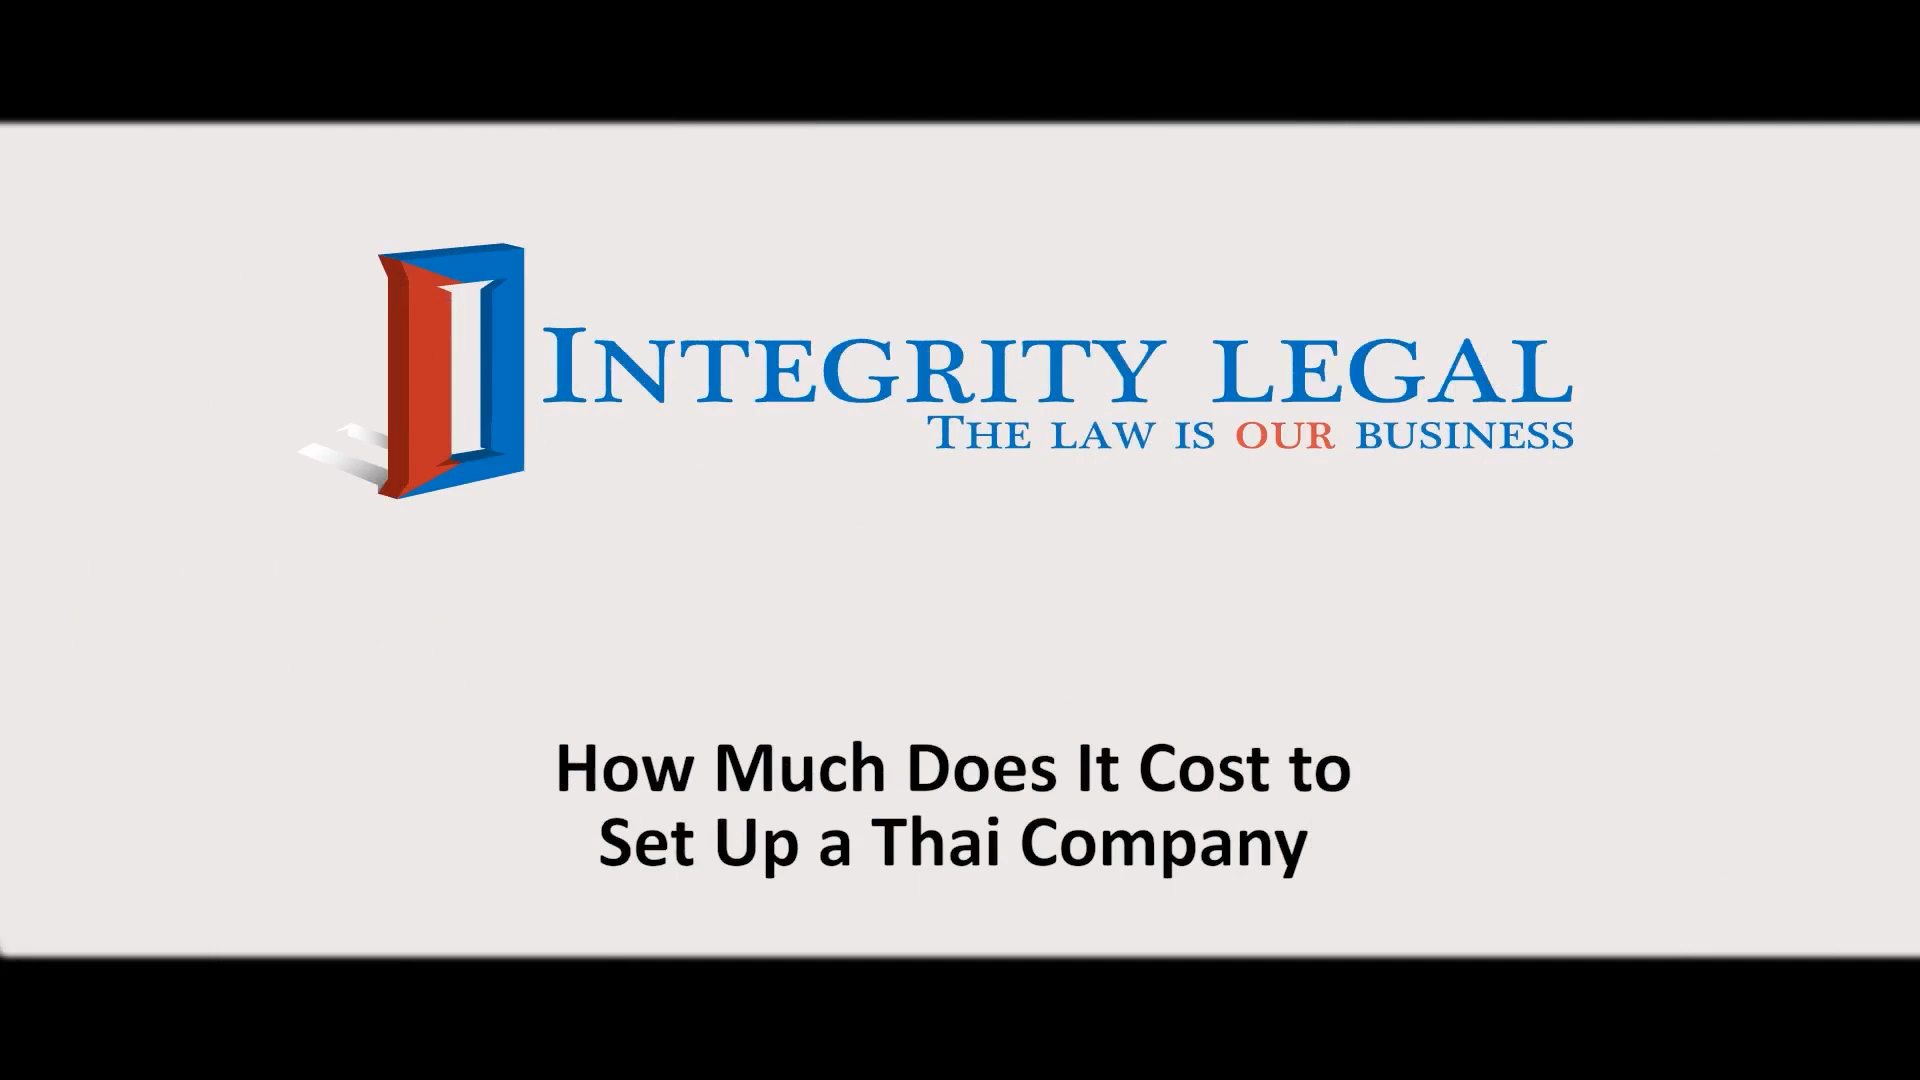 INTEGRITY LEGAL
THE LAW IS OUR BUSINESS
How Much Does It Cost to
Set Up a Thai Company